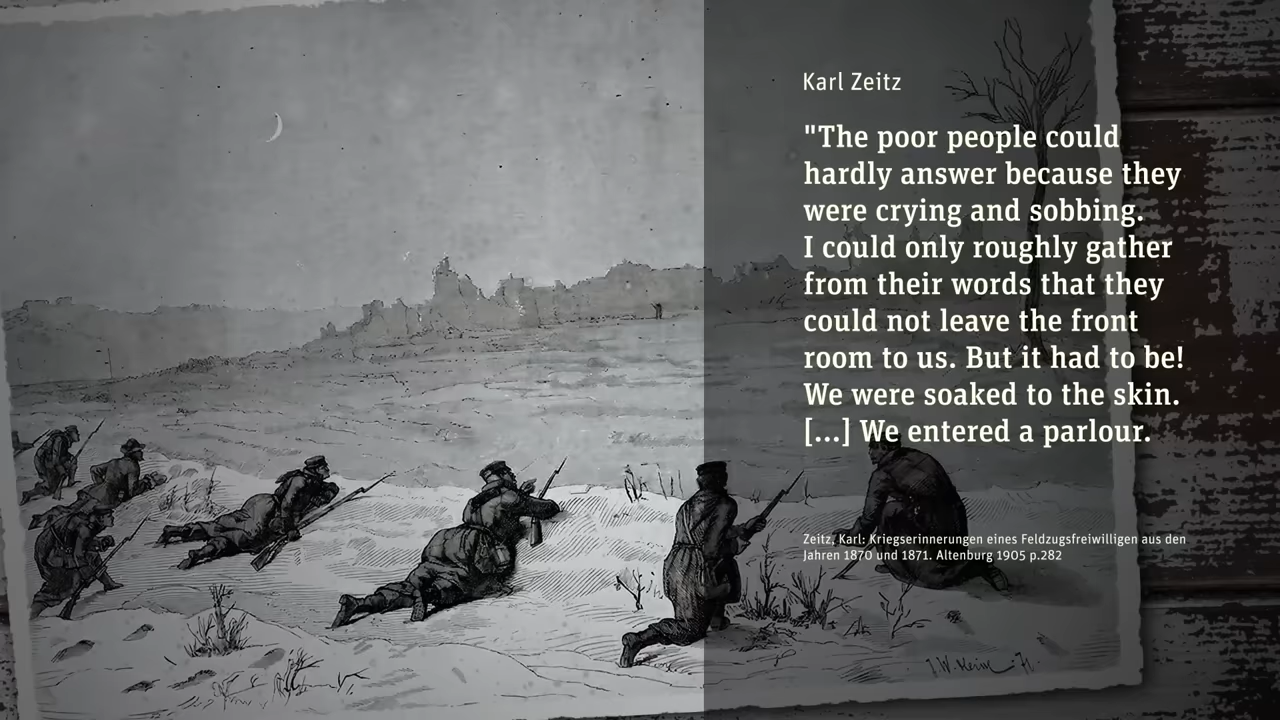 Karl Zeitz
"The poor people could
hardly answer because they
were crying and sobbing.
I could only roughly gather
from their words that they
could not leave the front
room to us. But it had to be!
We were soaked to the skin.
[...] We entered a parlour.
Zeitz, Karl: Kriegserinnerungen eines Feldzugsfreiwilligen aus den
Jahren 1870 und 1871. Altenburg 1905 p.282